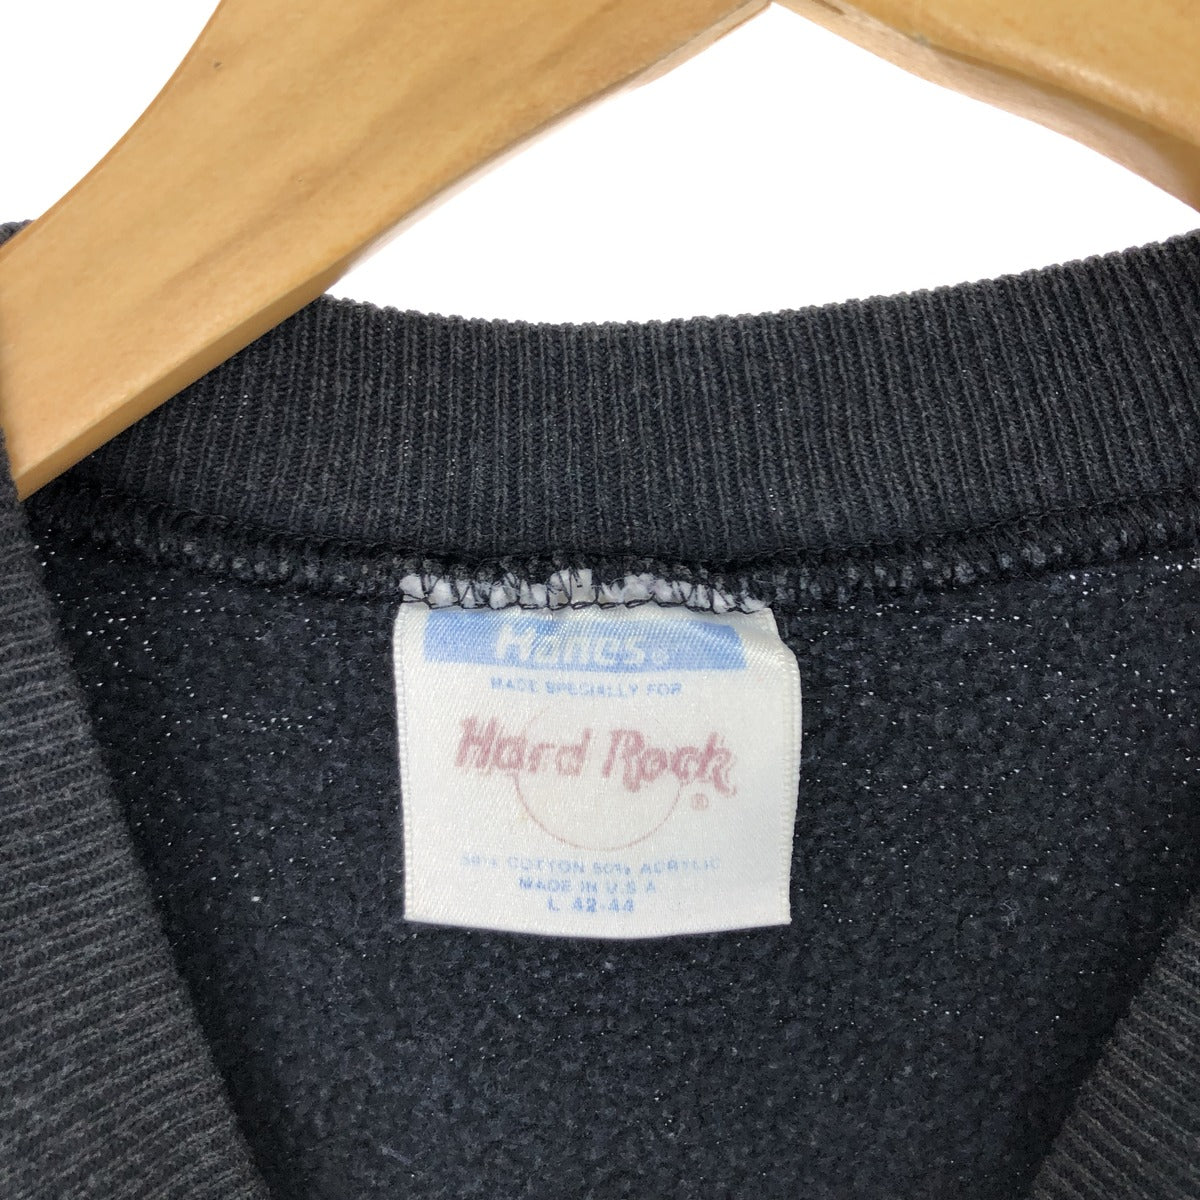 Hanes®
MADE SPECIALLY FOR
Hard Rock
®
50% COTTON 50% ACRYLIC
MADE IN U S A
L 42-44